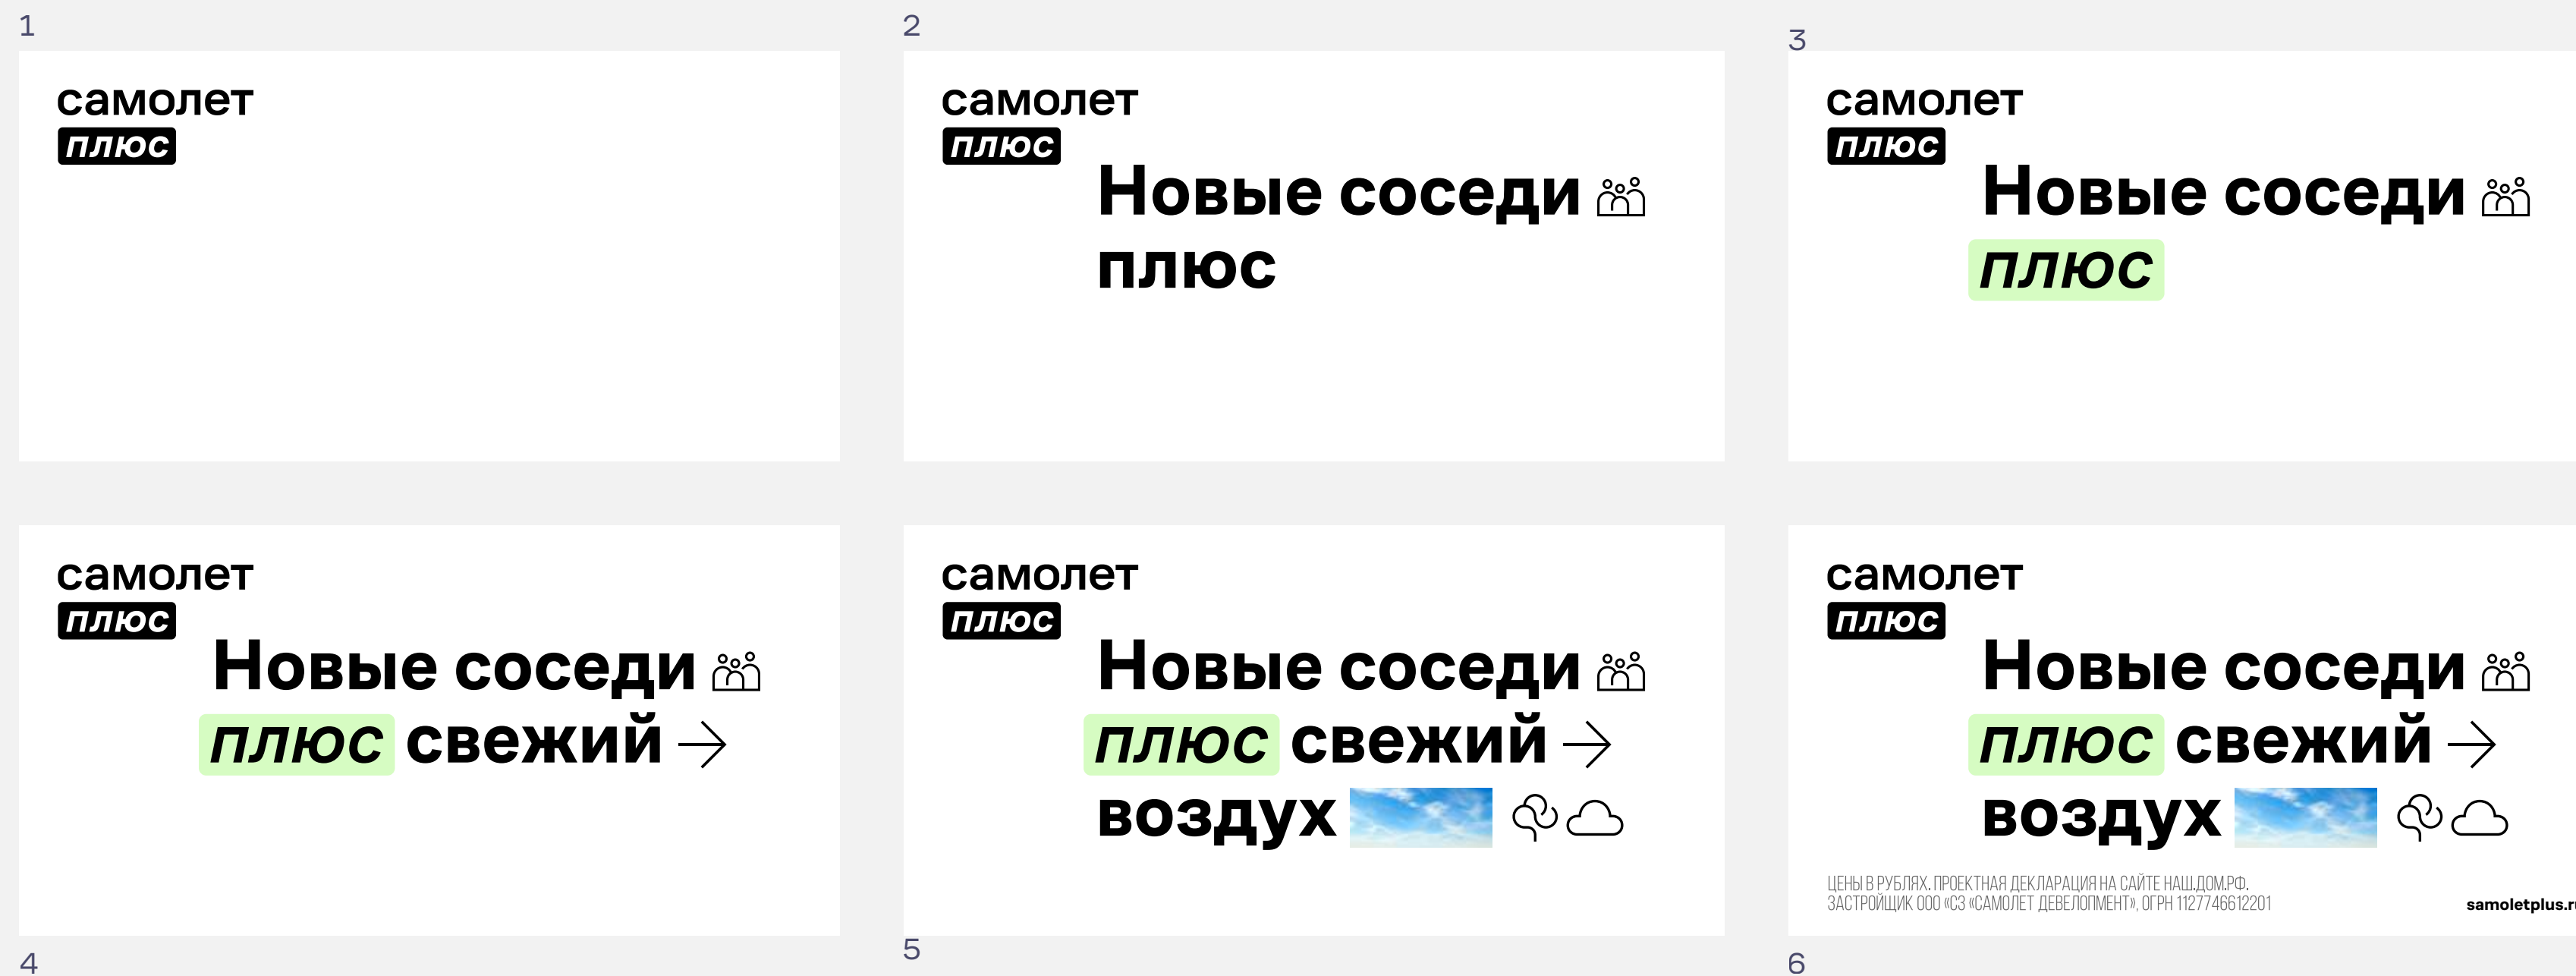 1
самолет
плюс
2
самолет
плюс
Новые соседи
плюс
3
самолет
плюс
Новые соседи
плюс
самолет
плюс
Новые соседи
плюс свежий
4
самолет
плюс
Новые соседи
плюс свежий
воздух
5
самолет
плюс
Новые соседи
плюс свежий
воздух
ЦЕНЫ В РУБЛЯХ. ПРОЕКТНАЯ ДЕКЛАРАЦИЯ НА САЙТЕ НАШ.ДОМ.РФ.
ЗАСТРОЙЩИК ООО «СЗ «САМОЛЕТ ДЕВЕЛОПМЕНТ», ОГРН 1127746612201
samoletplus.r
6